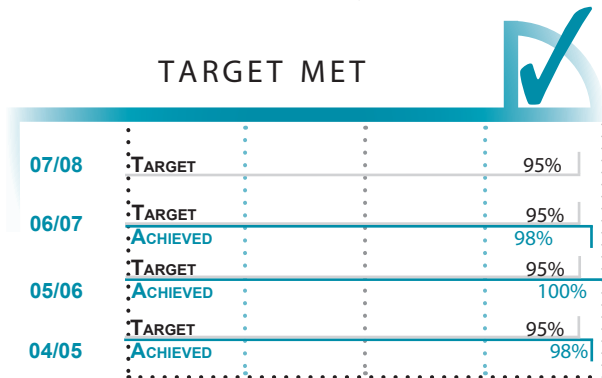 TARGET MET
07/08 TARGET 95%
TARGET 95%
06/07
ACHIEVED 98%
TARGET 95%
05/06 ACHIEVED 100%
TARGET 95%
04/05 ACHIEVED 98%